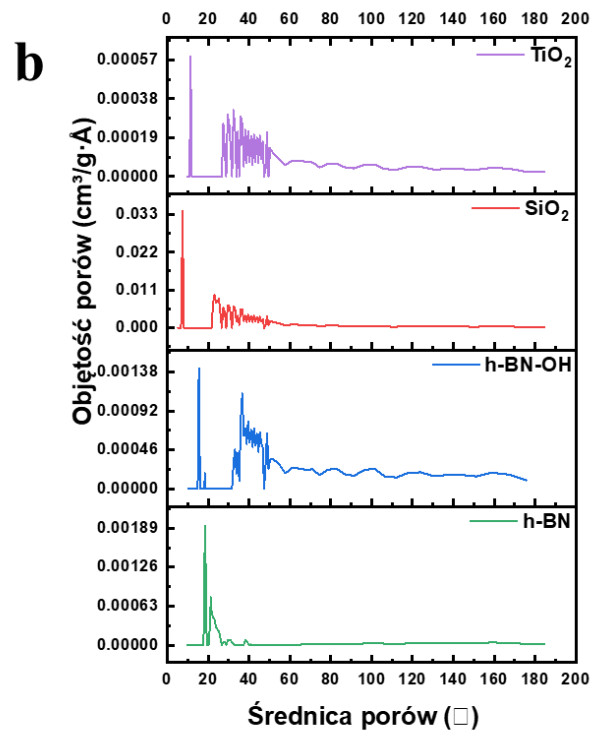 b
0 20 40 60 80 100 120 140 160 180 200
TiO₂
0.00057
0.00038
0.00019
0.00000
SiO₂
0.033
0.022
0.011
0.000
h-BN-OH
0.00138
0.00092
0.00046
0.00000
h-BN
0.00189
0.00126
0.00063
0.00000
0 20 40 60 80 100 120 140 160 180 200
Objętość porów (cm³/g·Å)
Średnica porów (□)